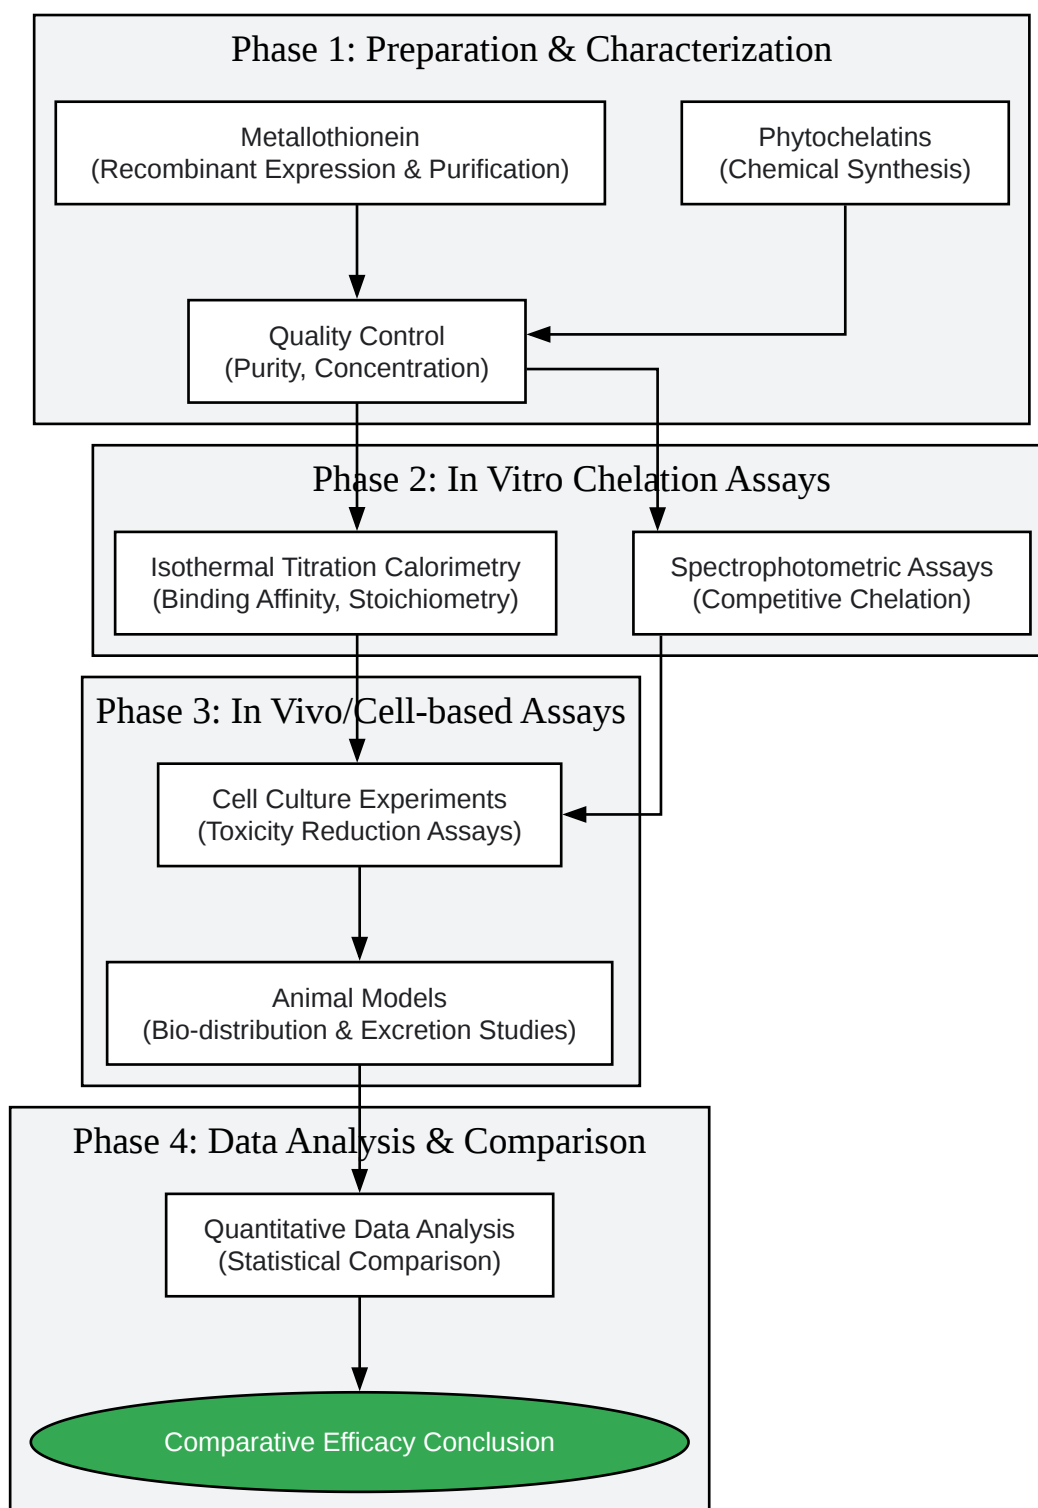 Phase 1: Preparation & Characterization
Metallothionein
(Recombinant Expression & Purification)
Phytochelatins
(Chemical Synthesis)
Quality Control
(Purity, Concentration)
Phase 2: In Vitro Chelation Assays
Isothermal Titration Calorimetry
(Binding Affinity, Stoichiometry)
Spectrophotometric Assays
(Competitive Chelation)
Phase 3: In Vivo/Cell-based Assays
Cell Culture Experiments
(Toxicity Reduction Assays)
Animal Models
(Bio-distribution & Excretion Studies)
Phase 4: Data Analysis & Comparison
Quantitative Data Analysis
(Statistical Comparison)
Comparative Efficacy Conclusion